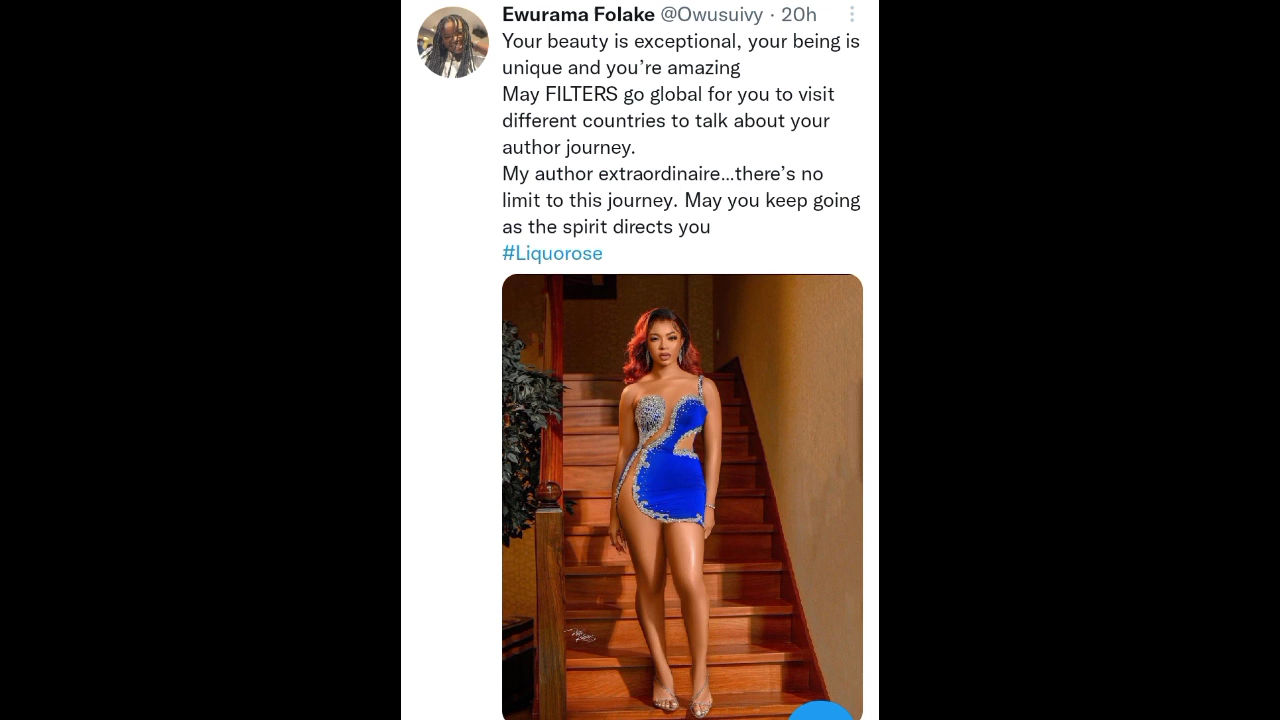 Ewurama Folake @Owusuivy · 20h
Your beauty is exceptional, your being is
unique and you’re amazing
May FILTERS go global for you to visit
different countries to talk about your
author journey.
My author extraordinaire...there’s no
limit to this journey. May you keep going
as the spirit directs you
#Liquorose